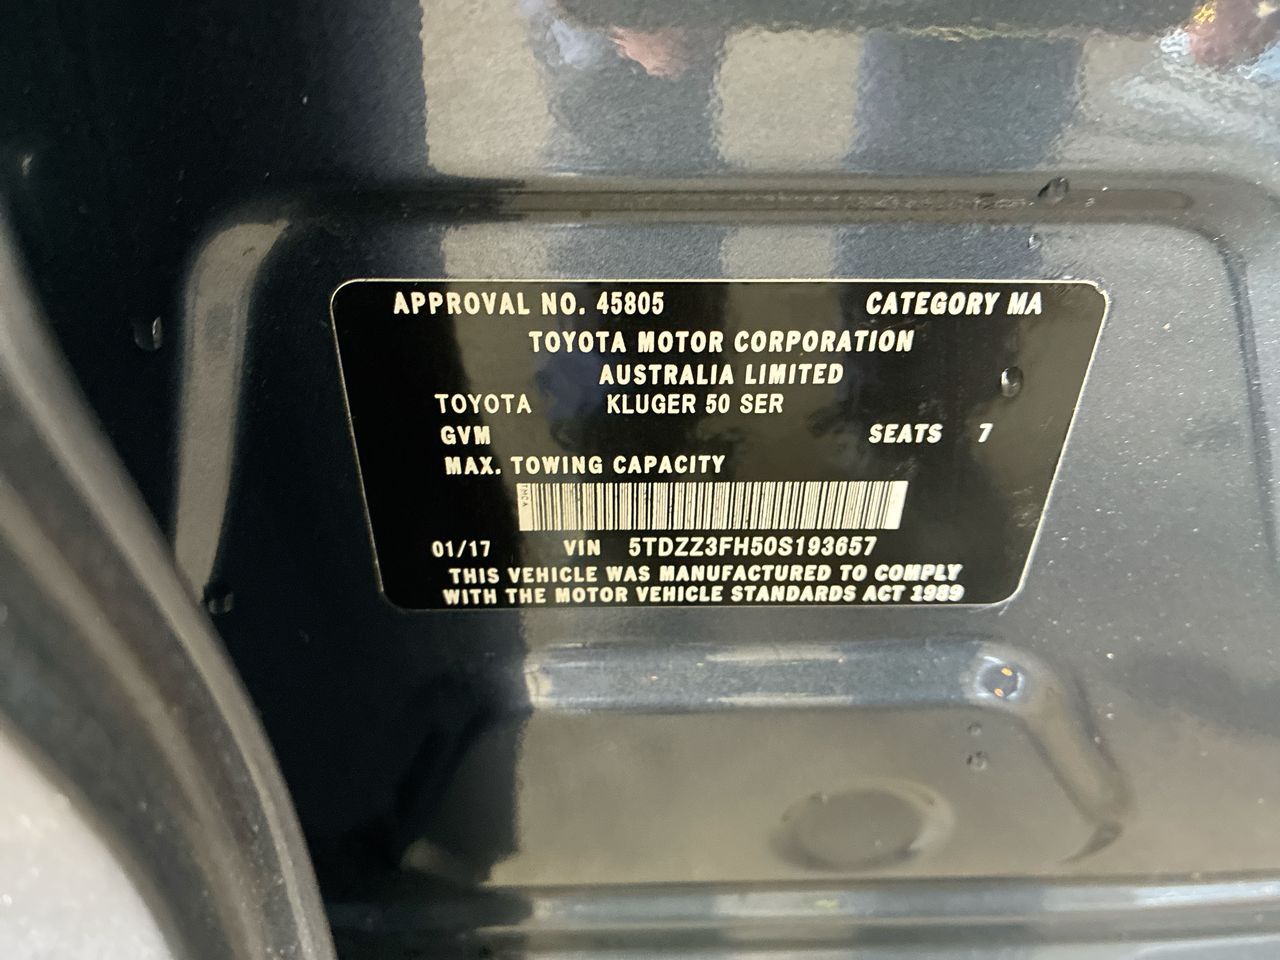 APPROVAL NO. 45805 CATEGORY MA
TOYOTA MOTOR CORPORATION
AUSTRALIA LIMITED
TOYOTA KLUGER 50 SER
GVM SEATS 7
MAX. TOWING CAPACITY
TMCA
01/17 VIN 5TDZZ3FH50S193657
THIS VEHICLE WAS MANUFACTURED TO COMPLY
WITH THE MOTOR VEHICLE STANDARDS ACT 1989